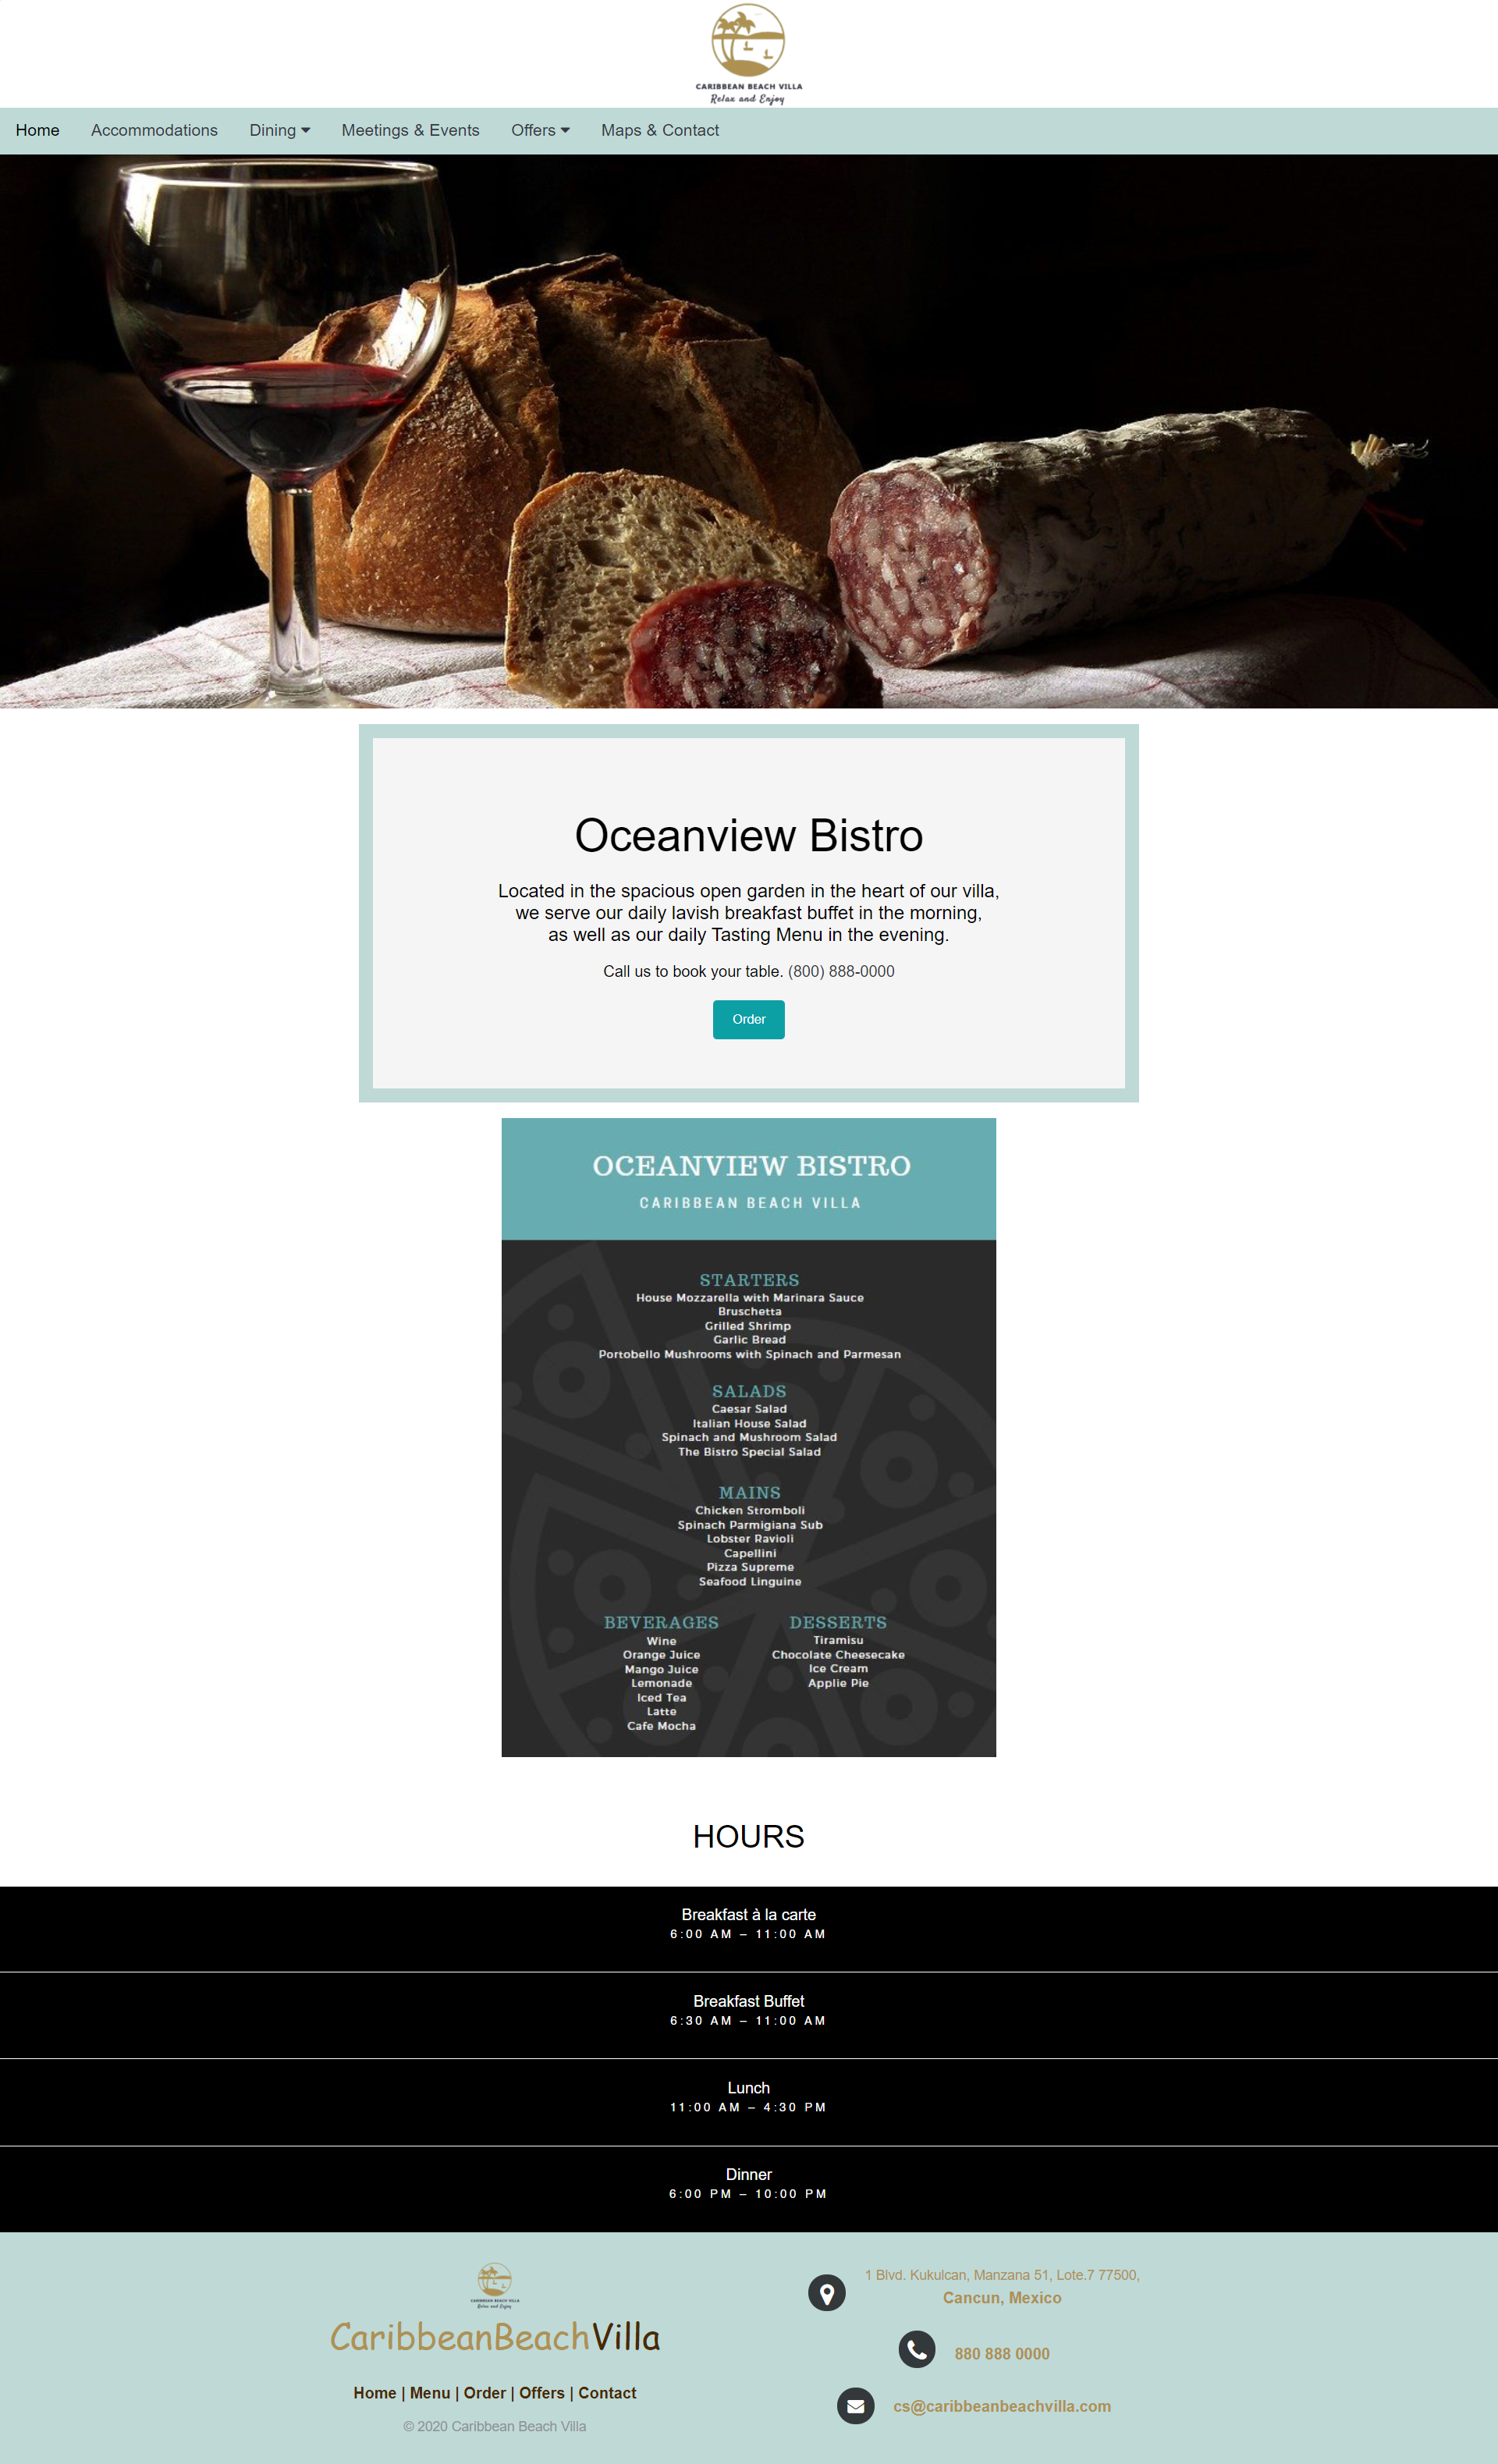 CARIBBEAN BEACH VILLA
Relax and Enjoy
Home Accommodations Dining Meetings & Events Offers Maps & Contact
Oceanview Bistro
Located in the spacious open garden in the heart of our villa,
we serve our daily lavish breakfast buffet in the morning,
as well as our daily Tasting Menu in the evening.
Call us to book your table. (800) 888-0000
Order
OCEANVIEW BISTRO
CARIBBEAN BEACH VILLA
STARTERS
House Mozzarella with Marinara Sauce
Bruschetta
Grilled Shrimp
Garlic Bread
Portobello Mushrooms with Spinach and Parmesan
SALADS
Caesar Salad
Italian House Salad
Spinach and Mushroom Salad
The Bistro Special Salad
MAINS
Chicken Stromboli
Spinach Parmigiana Sub
Lobster Ravioli
Capellini
Pizza Supreme
Seafood Linguine
BEVERAGES
Wine
Orange Juice
Mango Juice
Lemonade
Iced Tea
Latte
Cafe Mocha
DESSERTS
Tiramisu
Chocolate Cheesecake
Ice Cream
Applie Pie
HOURS
Breakfast à la carte
6:00 AM – 11:00 AM
Breakfast Buffet
6:30 AM – 11:00 AM
Lunch
11:00 AM – 4:30 PM
Dinner
6:00 PM – 10:00 PM
CARIBBEAN BEACH VILLA
Relax and Enjoy
CaribbeanBeachVilla
Home | Menu | Order | Offers | Contact
© 2020 Caribbean Beach Villa
1 Blvd. Kukulcan, Manzana 51, Lote.7 77500,
Cancun, Mexico
880 888 0000
cs@caribbeanbeachvilla.com